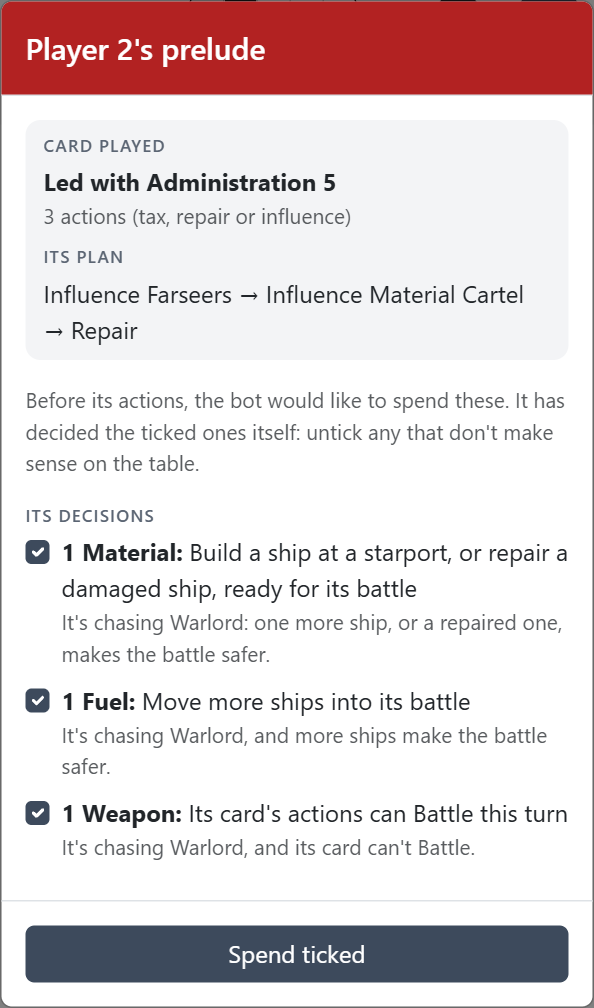 Player 2's prelude
CARD PLAYED
Led with Administration 5
3 actions (tax, repair or influence)
ITS PLAN
Influence Farseers → Influence Material Cartel
→ Repair
Before its actions, the bot would like to spend these. It has
decided the ticked ones itself: untick any that don't make
sense on the table.
ITS DECISIONS
1 Material: Build a ship at a starport, or repair a
damaged ship, ready for its battle
It's chasing Warlord: one more ship, or a repaired one,
makes the battle safer.
1 Fuel: Move more ships into its battle
It's chasing Warlord, and more ships make the battle
safer.
1 Weapon: Its card's actions can Battle this turn
It's chasing Warlord, and its card can't Battle.
Spend ticked